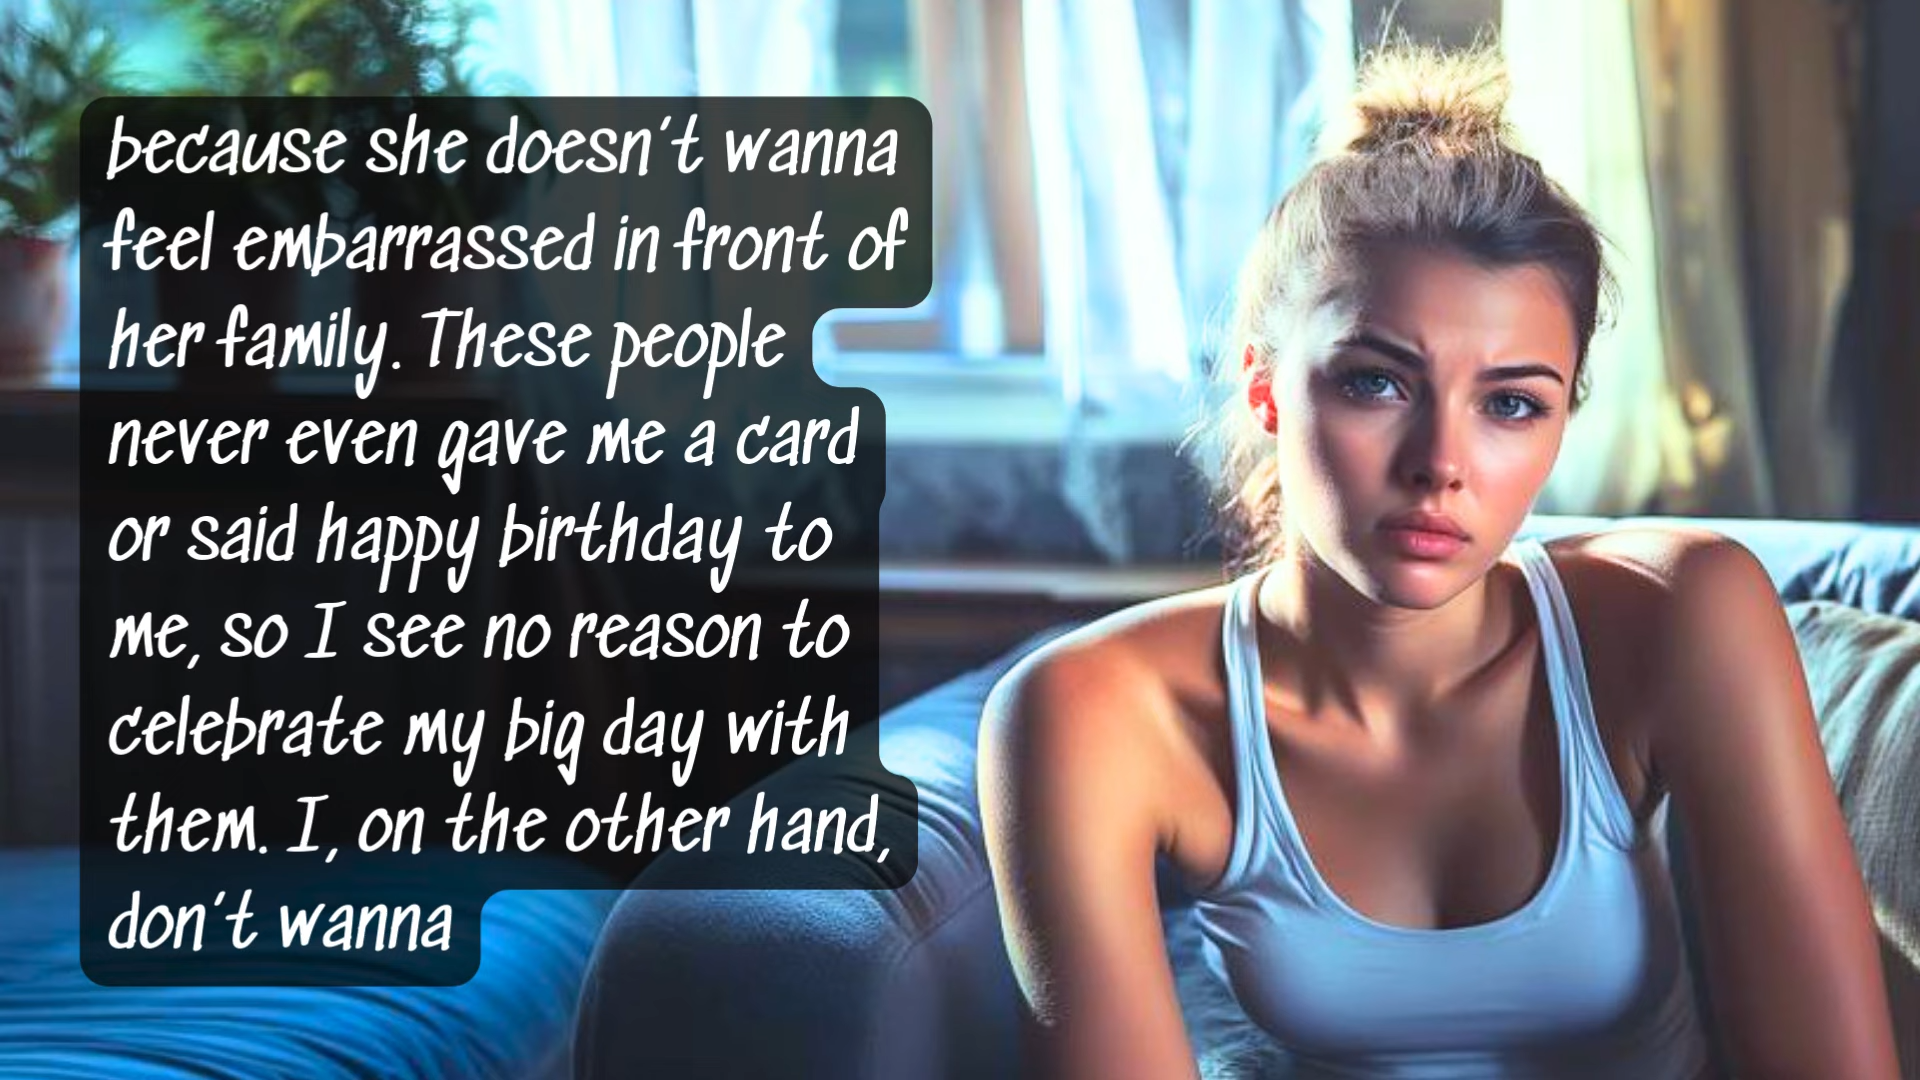 because she doesn't wanna
feel embarrassed in front of
her family. These people
never even gave me a card
or said happy birthday to
me, so I see no reason to
celebrate my big day with
them. I, on the other hand,
don't wanna